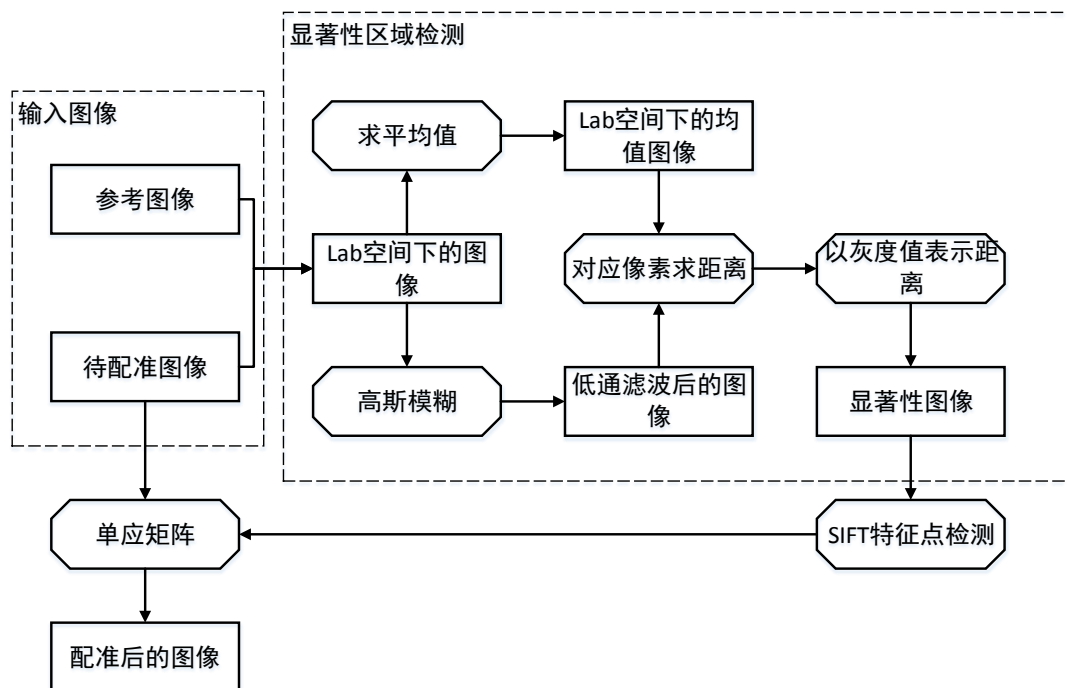 显著性区域检测
输入图像
求平均值
Lab空间下的均
值图像
参考图像
Lab空间下的图
像
对应像素求距离
以灰度值表示距
离
待配准图像
高斯模糊
低通滤波后的图
像
显著性图像
单应矩阵
SIFT特征点检测
配准后的图像